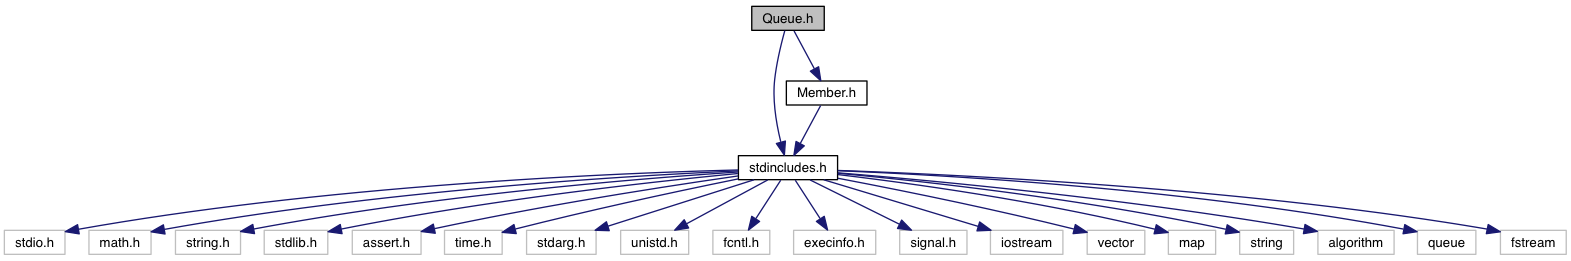 Queue.h
Member.h
stdincludes.h
stdio.h
math.h
string.h
stdlib.h
assert.h
time.h
stdarg.h
unistd.h
fcntl.h
execinfo.h
signal.h
iostream
vector
map
string
algorithm
queue
fstream